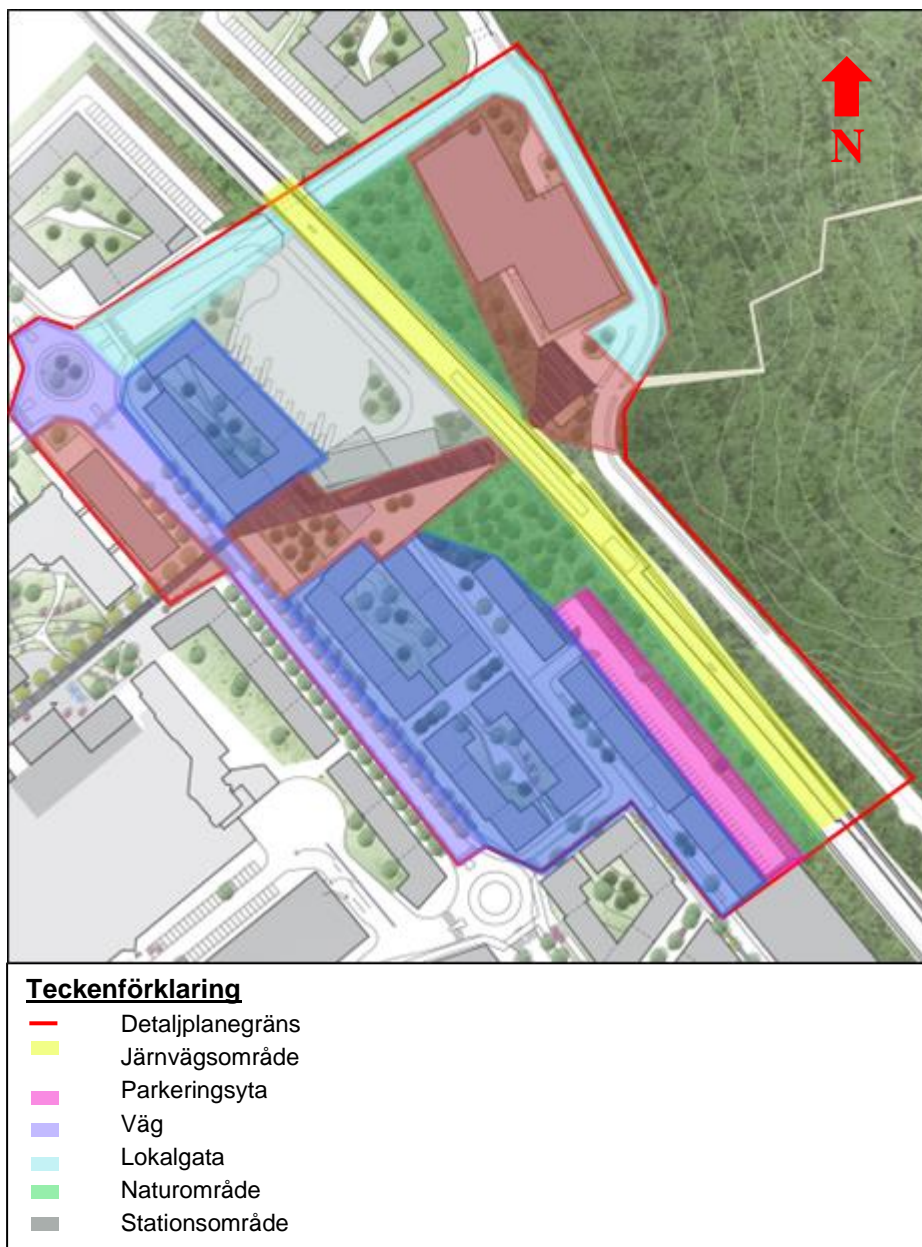 N
Teckenförklaring
Detaljplanegräns
Järnvägsområde
Parkeringsyta
Väg
Lokalgata
Naturområde
Stationsområde